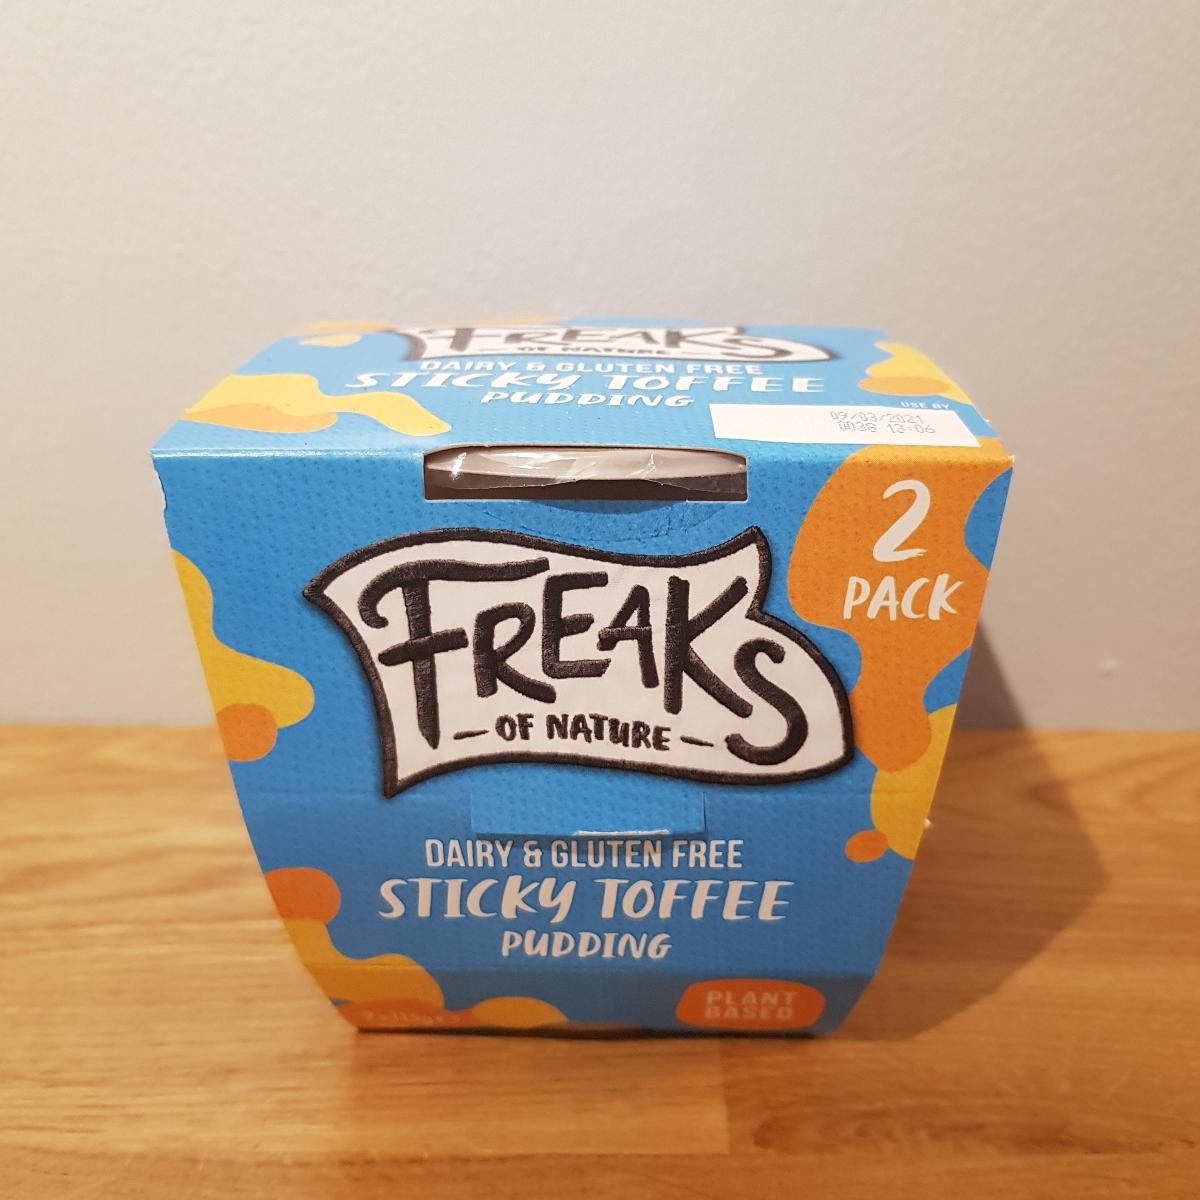 FREAKS
OF NATURE
DAIRY & GLUTEN FREE
STICKY TOFFEE
PUDDING
USE BY
09/03/2021
0038 13:06
2
PACK
FREAKS
— OF NATURE —
DAIRY & GLUTEN FREE
STICKY TOFFEE
PUDDING
PLANT
BASED